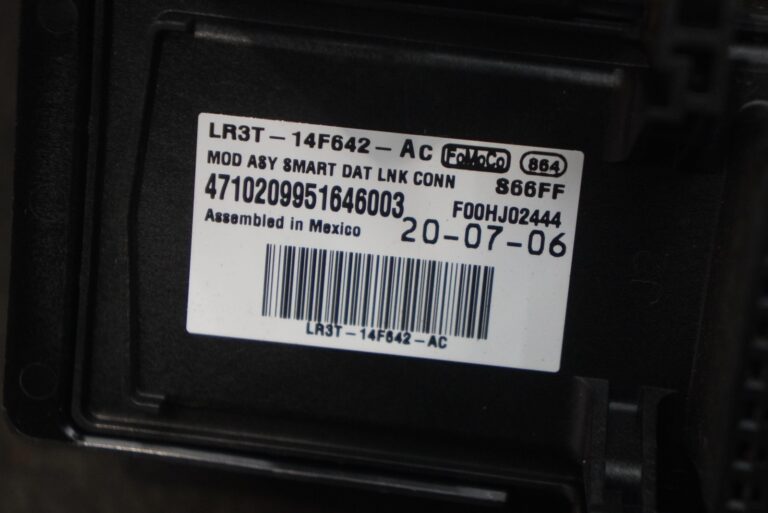 LR3T-14F642-AC FoMoCo 864
MOD ASY SMART DAT LNK CONN 866FF
4710209951646003 F00HJ02444
Assembled in Mexico 20-07-06
LR3T-14F642-AC